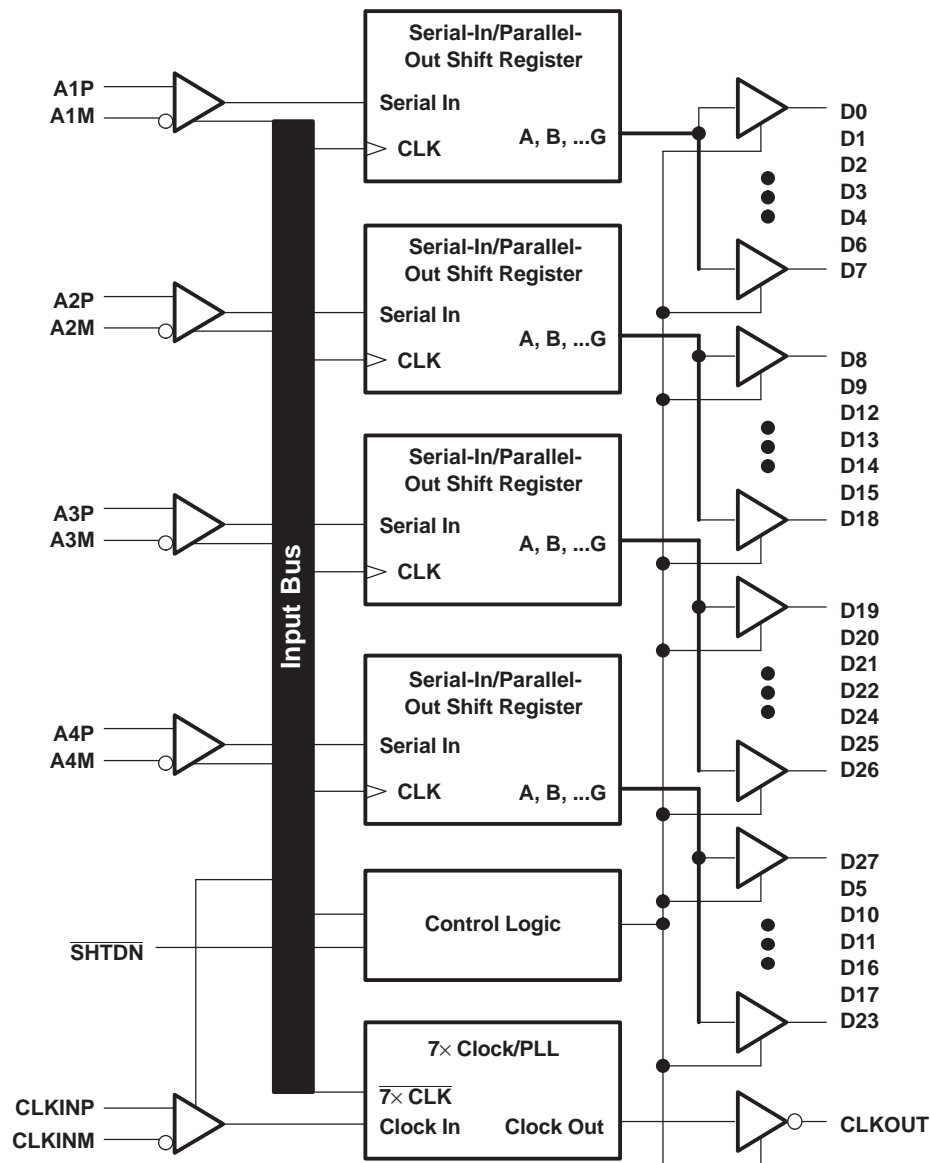 Serial-In/Parallel-
Out Shift Register
A1P
A1M
Serial In
A, B, ...G
CLK
D0
D1
D2
D3
D4
D6
D7
Serial-In/Parallel-
Out Shift Register
A2P
A2M
Serial In
A, B, ...G
CLK
D8
D9
D12
D13
D14
D15
D18
Serial-In/Parallel-
Out Shift Register
A3P
A3M
Serial In
A, B, ...G
CLK
Input Bus
D19
D20
D21
D22
D24
D25
D26
Serial-In/Parallel-
Out Shift Register
A4P
A4M
Serial In
CLK
A, B, ...G
D27
D5
D10
D11
D16
D17
D23
Control Logic
SHTDN
7× Clock/PLL
7× CLK
CLKINP
CLKINM
Clock In
Clock Out
CLKOUT